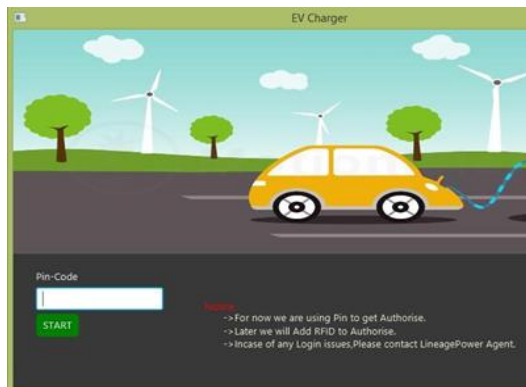 EV Charger
Pin-Code
START
->For now we are using Pin to get Authorise.
->Later we will Add RFID to Authorise.
->Incase of any Login issues,Please contact LineagePower Agent.